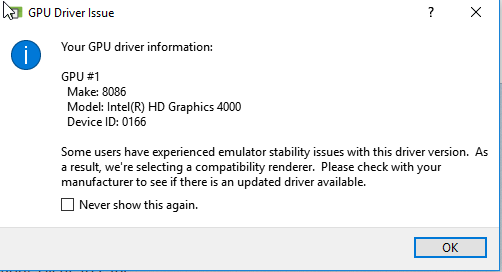 GPU Driver Issue
Your GPU driver information:
GPU #1
Make: 8086
Model: Intel(R) HD Graphics 4000
Device ID: 0166
Some users have experienced emulator stability issues with this driver version. As
a result, we're selecting a compatibility renderer. Please check with your
manufacturer to see if there is an updated driver available.
Never show this again.
OK